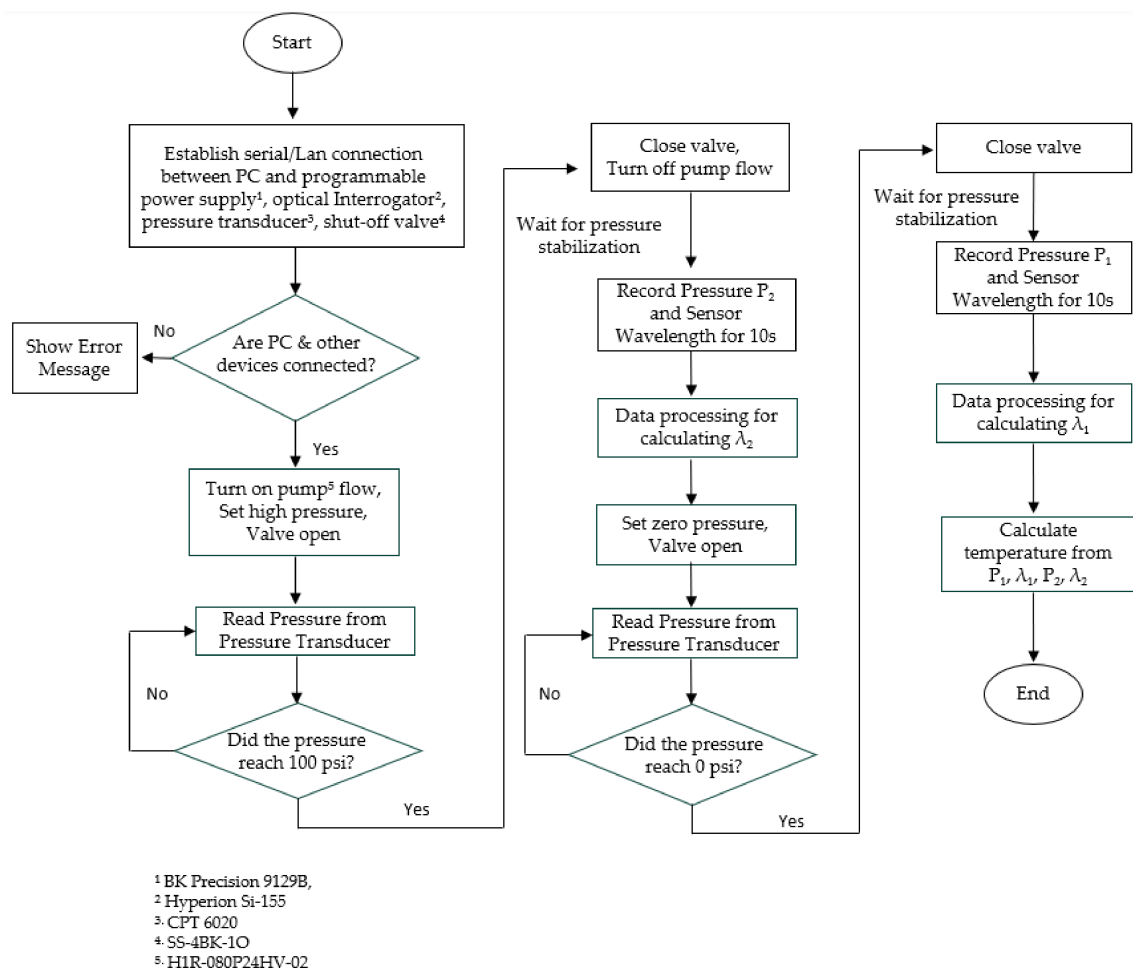 Start
Establish serial/Lan connection
between PC and programmable
power supply¹, optical Interrogator²,
pressure transducer³, shut-off valve⁴
Are PC & other
devices connected?
No
Show Error
Message
Yes
Turn on pump⁵ flow,
Set high pressure,
Valve open
Read Pressure from
Pressure Transducer
No
Did the pressure
reach 100 psi?
Yes
Close valve,
Turn off pump flow
Wait for pressure
stabilization
Record Pressure P₂
and Sensor
Wavelength for 10s
Data processing for
calculating λ₂
Set zero pressure,
Valve open
Read Pressure from
Pressure Transducer
No
Did the pressure
reach 0 psi?
Yes
Close valve
Wait for pressure
stabilization
Record Pressure P₁
and Sensor
Wavelength for 10s
Data processing for
calculating λ₁
Calculate
temperature from
P₁, λ₁, P₂, λ₂
End
¹ BK Precision 9129B,
² Hyperion Si-155
³· CPT 6020
⁴· SS-4BK-1O
⁵· H1R-080P24HV-02